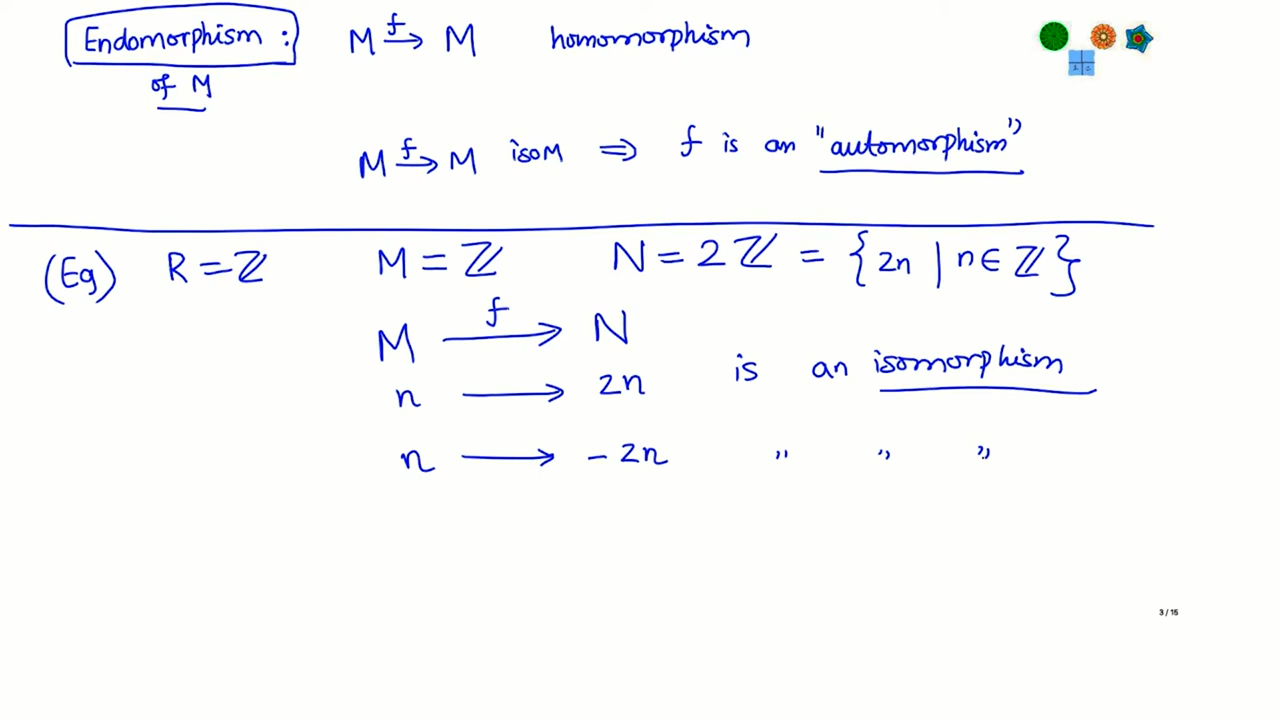 Endomorphism : M →f M homomorphism
of M
M →f M isoM ⇒ f is an "automorphism"
(Eg) R = ℤ M = ℤ N = 2ℤ = {2n | n ∈ ℤ}
M →f N
n → 2n is an isomorphism
n → - 2n " " "
3 / 15